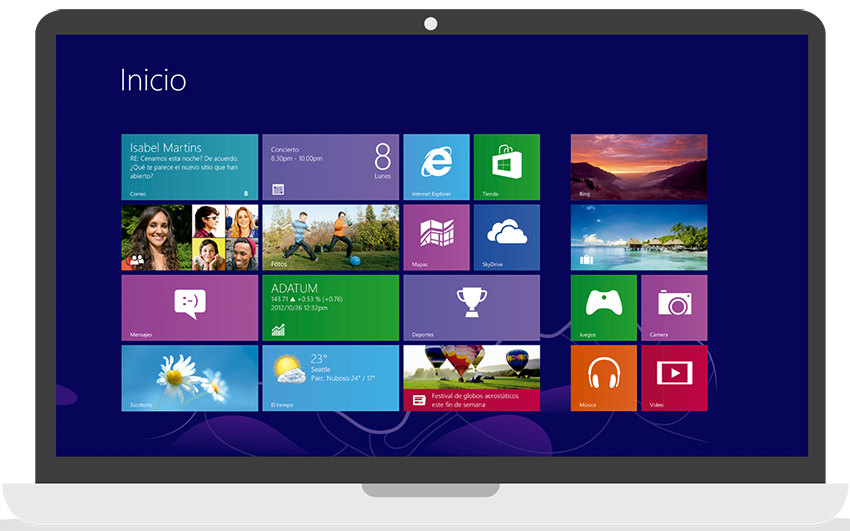 Inicio
Isabel Martins
RE: Cenamos esta noche? De acuerdo.
¿Qué te parece el nuevo sitio que han
abierto?
Correo 8
Concierto
8.30pm - 10.00pm
8
Lunes
Internet Explorer
Tienda
Bing
Fotos
Mapas
SkyDrive
Mensajes
ADATUM
143.71 ▲ +0.53 % (+0.76)
2012/10/26 12:32pm
Deportes
Juegos
Cámara
Escritorio
23°
Seattle
Parc. Nuboso 24°/ 17°
El tiempo
Festival de globos aerostáticos
este fin de semana
Música
Vídeo